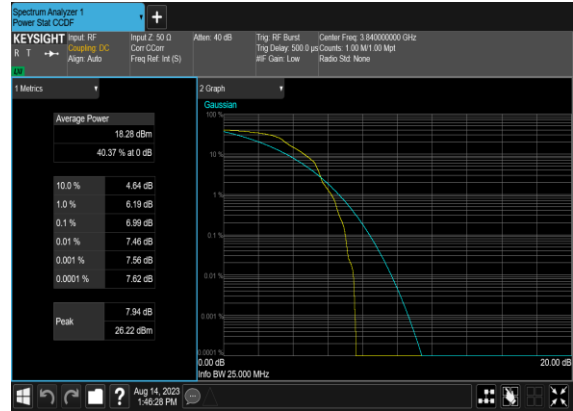 Spectrum Analyzer 1
Power Stat CCDF
KEYSIGHT
R T
LXI
Input: RF
Coupling: DC
Align: Auto
Input Z: 50 Ω
Corr CCorr
Freq Ref: Int (S)
Atten: 40 dB
Trig: RF Burst
Trig Delay: 500.0 µs
#IF Gain: Low
Center Freq: 3.840000000 GHz
Counts: 1.00 M/1.00 Mpt
Radio Std: None
1 Metrics
Average Power
18.28 dBm
40.37 % at 0 dB
10.0 % 4.64 dB
1.0 % 6.19 dB
0.1 % 6.99 dB
0.01 % 7.46 dB
0.001 % 7.56 dB
0.0001 % 7.62 dB
Peak
7.94 dB
26.22 dBm
2 Graph
Gaussian
100 %
10 %
1 %
0.1 %
0.01 %
0.001 %
0.0001 %
0.00 dB
20.00 dB
Info BW 25.000 MHz
?
Aug 14, 2023
1:46:28 PM